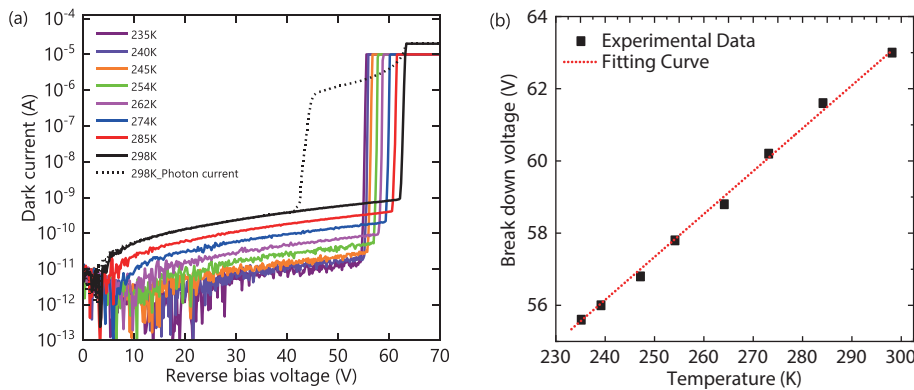 (a)
10⁻⁴
10⁻⁵
10⁻⁶
10⁻⁷
10⁻⁸
10⁻⁹
10⁻¹⁰
10⁻¹¹
10⁻¹²
10⁻¹³
Dark current (A)
235K
240K
245K
254K
262K
274K
285K
298K
298K_Photon current
0 10 20 30 40 50 60 70
Reverse bias voltage (V)
(b)
64
62
60
58
56
Break down voltage (V)
Experimental Data
Fitting Curve
230 240 250 260 270 280 290 300
Temperature (K)